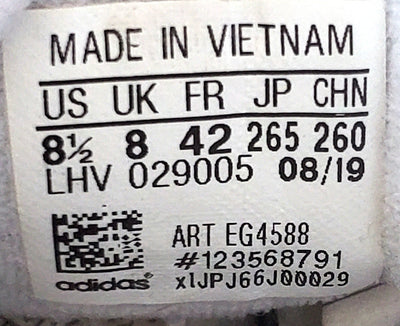 MADE IN VIETNAM
US UK FR JP CHN
8½ 8 42 265 260
LHV 029005 08/19
ART EG4588
#123568791
adidas® x1JPJ66J00029